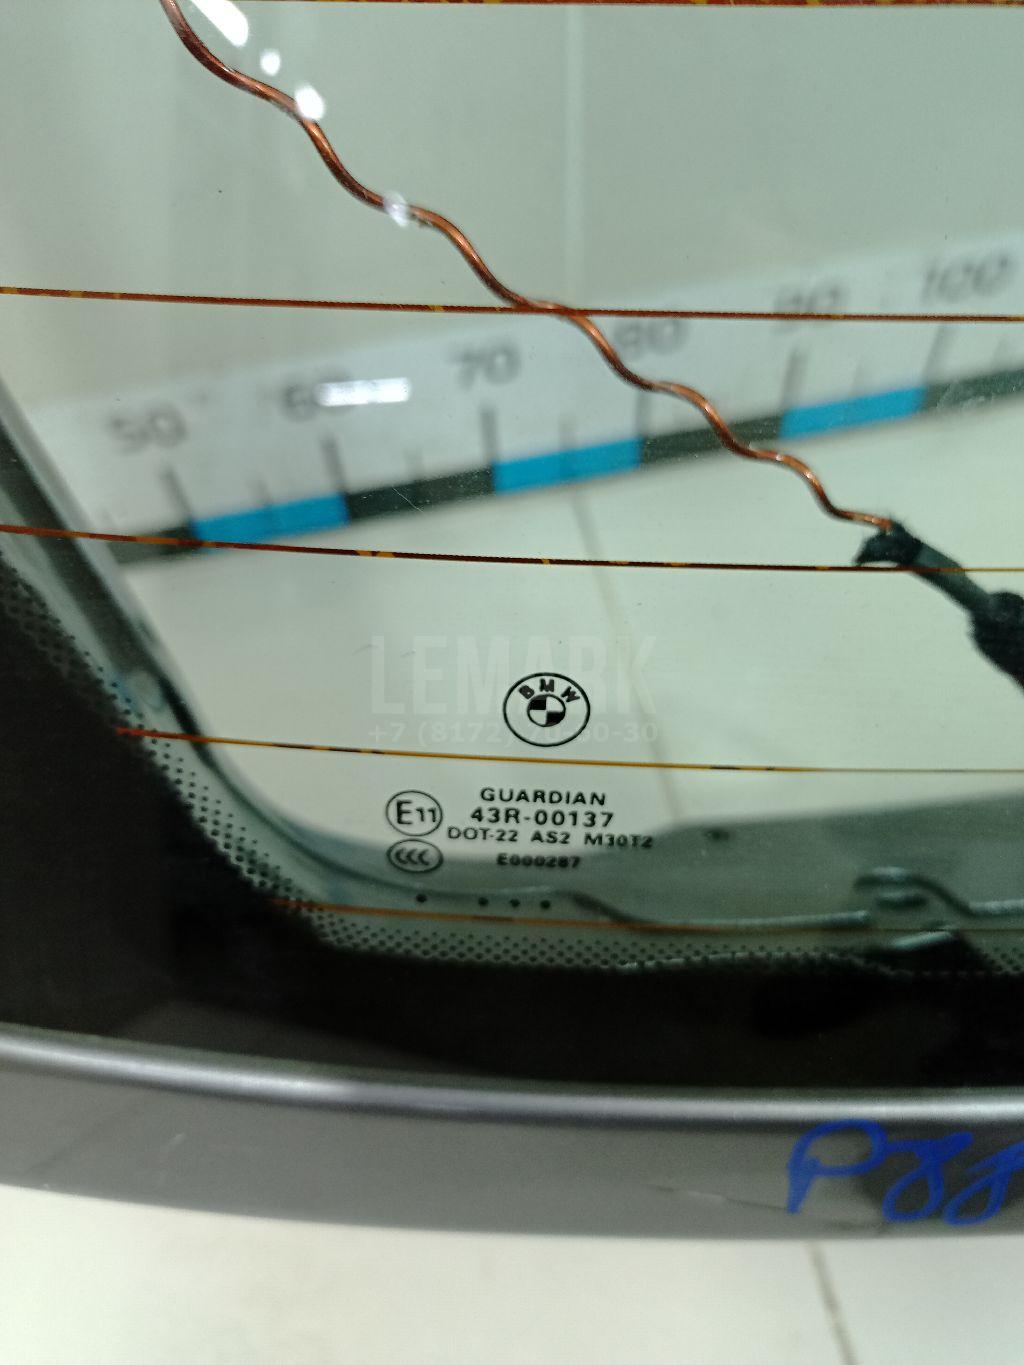 50 60 70 80 90 100
LEMARK
BMW
+7 (8172)
GUARDIAN
E11 43R-00137
DOT-22 AS2 M30T2
CCC E000287